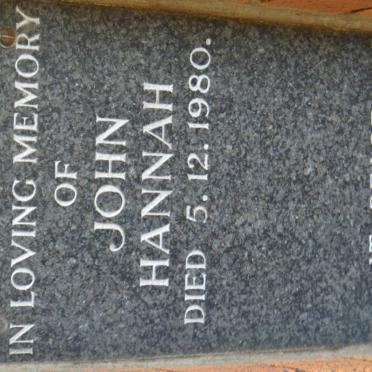 IN LOVING MEMORY
OF
JOHN
HANNAH
DIED 5.12.1980.